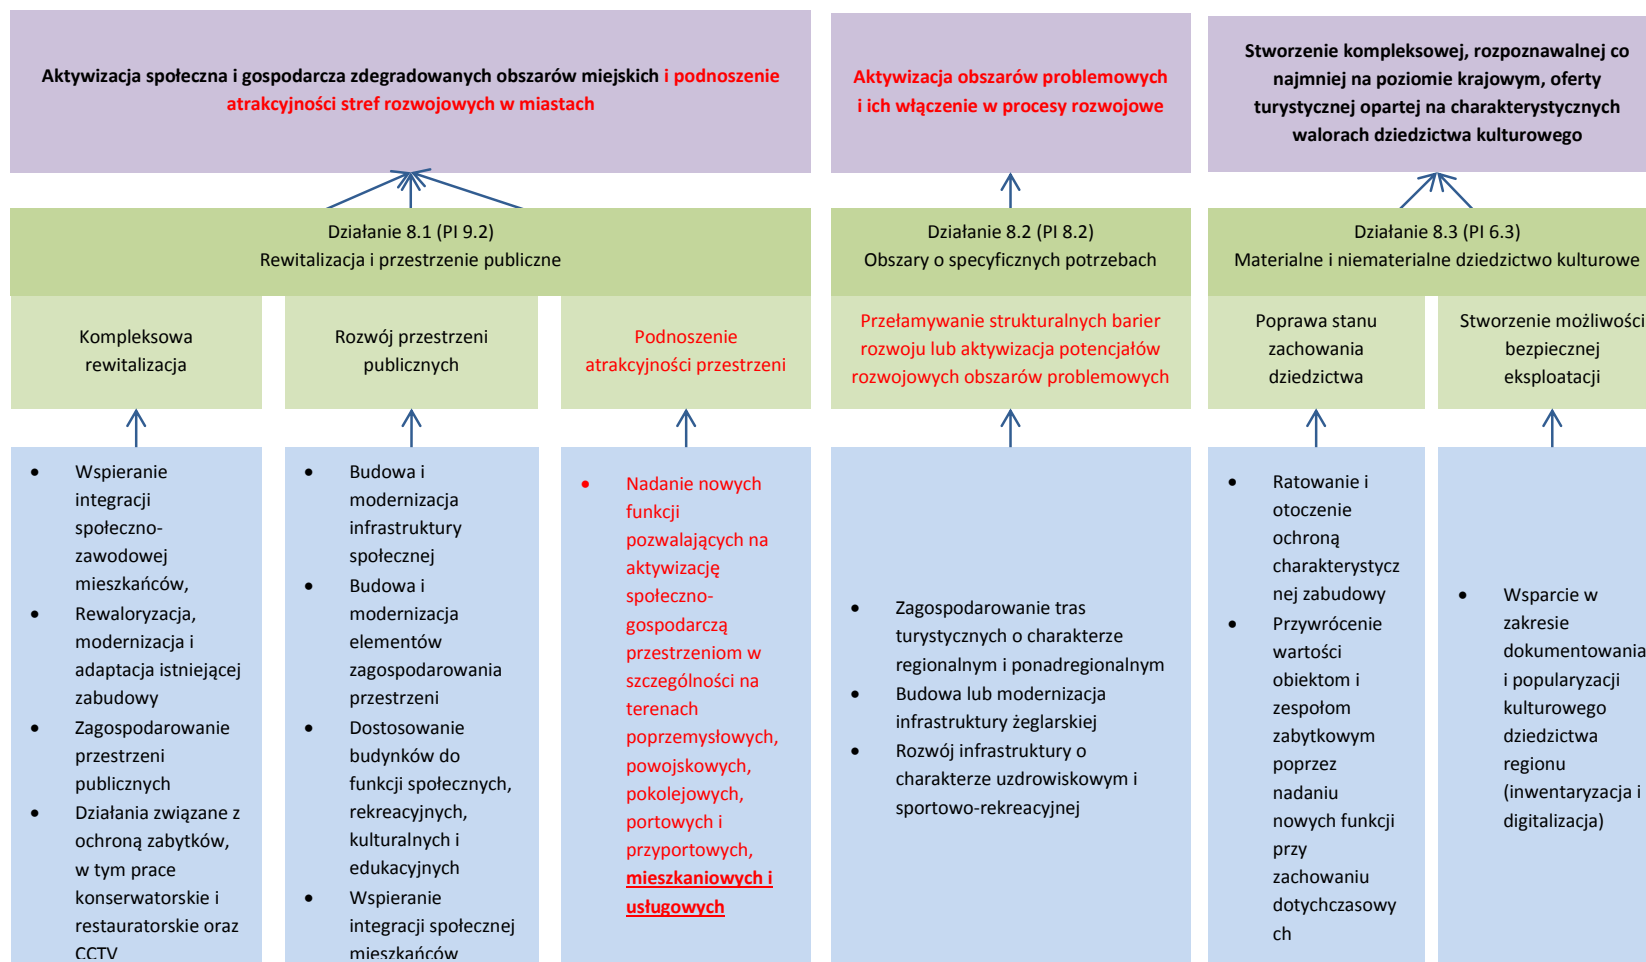 Aktywizacja społeczna i gospodarcza zdegradowanych obszarów miejskich i podnoszenie
atrakcyjności stref rozwojowych w miastach
Aktywizacja obszarów problemowych
i ich włączenie w procesy rozwojowe
Stworzenie kompleksowej, rozpoznawalnej co
najmniej na poziomie krajowym, oferty
turystycznej opartej na charakterystycznych
walorach dziedzictwa kulturowego
Działanie 8.1 (PI 9.2)
Rewitalizacja i przestrzenie publiczne
Działanie 8.2 (PI 8.2)
Obszary o specyficznych potrzebach
Działanie 8.3 (PI 6.3)
Materialne i niematerialne dziedzictwo kulturowe
Kompleksowa
rewitalizacja
Rozwój przestrzeni
publicznych
Podnoszenie
atrakcyjności przestrzeni
Przełamywanie strukturalnych barier
rozwoju lub aktywizacja potencjałów
rozwojowych obszarów problemowych
Poprawa stanu
zachowania
dziedzictwa
Stworzenie możliwości
bezpiecznej
eksploatacji
• Wspieranie
integracji
społeczno-
zawodowej
mieszkańców,
• Rewaloryzacja,
modernizacja i
adaptacja istniejącej
zabudowy
• Zagospodarowanie
przestrzeni
publicznych
• Działania związane z
ochroną zabytków,
w tym prace
konserwatorskie i
restauratorskie oraz
CCTV
• Budowa i
modernizacja
infrastruktury
społecznej
• Budowa i
modernizacja
elementów
zagospodarowania
przestrzeni
• Dostosowanie
budynków do
funkcji społecznych,
rekreacyjnych,
kulturalnych i
edukacyjnych
• Wspieranie
integracji społecznej
mieszkańców
• Nadanie nowych
funkcji
pozwalających na
aktywizację
społeczno-
gospodarczą
przestrzeniom w
szczególności na
terenach
poprzemysłowych,
powojskowych,
pokolejowych,
portowych i
przyportowych,
mieszkaniowych i
usługowych
• Zagospodarowanie tras
turystycznych o charakterze
regionalnym i ponadregionalnym
• Budowa lub modernizacja
infrastruktury żeglarskiej
• Rozwój infrastruktury o
charakterze uzdrowiskowym i
sportowo-rekreacyjnej
• Ratowanie i
otoczenie
ochroną
charakterystycz
nej zabudowy
• Przywrócenie
wartości
obiektom i
zespołom
zabytkowym
poprzez
nadaniu
nowych funkcji
przy
zachowaniu
dotychczasowy
ch
• Wsparcie w
zakresie
dokumentowania
i popularyzacji
kulturowego
dziedzictwa
regionu
(inwentaryzacja i
digitalizacja)